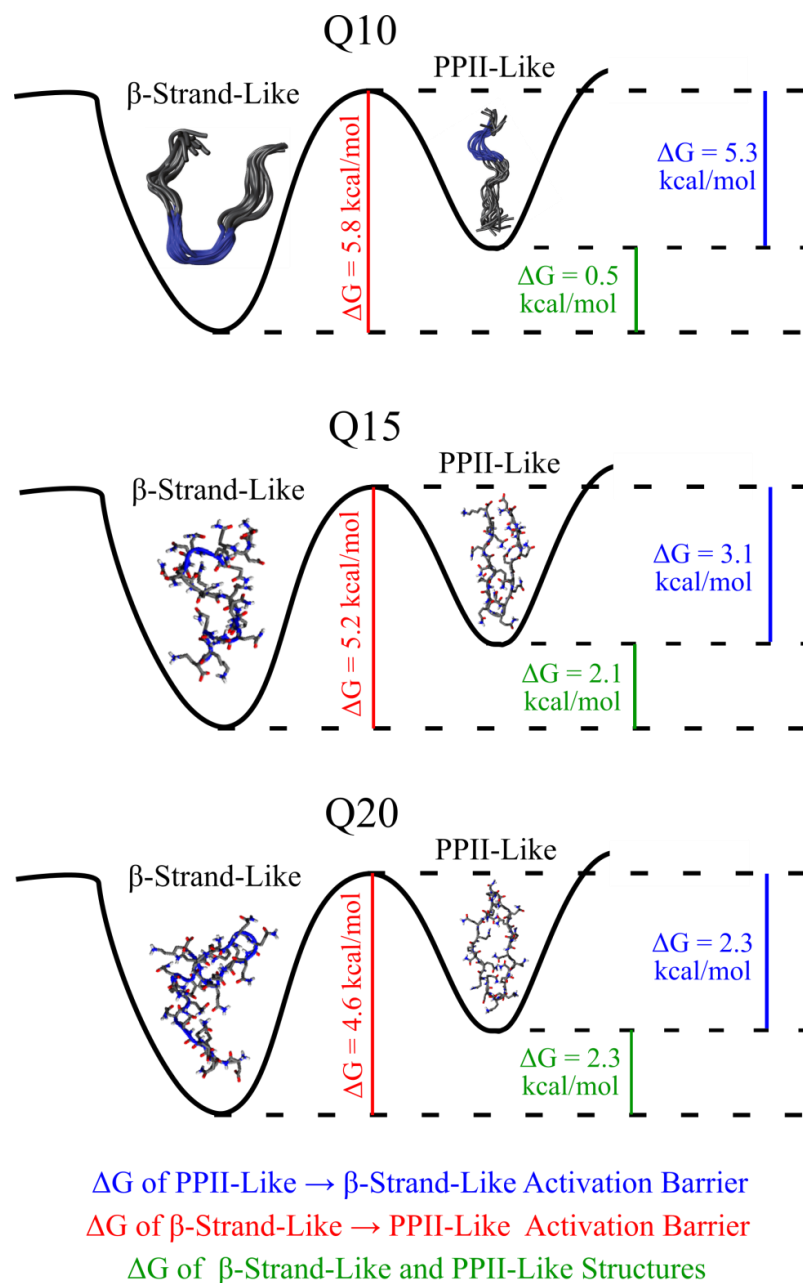 Q10
β-Strand-Like
PPII-Like
ΔG = 5.8 kcal/mol
ΔG = 5.3
kcal/mol
ΔG = 0.5
kcal/mol
Q15
β-Strand-Like
PPII-Like
ΔG = 5.2 kcal/mol
ΔG = 3.1
kcal/mol
ΔG = 2.1
kcal/mol
Q20
β-Strand-Like
PPII-Like
ΔG = 4.6 kcal/mol
ΔG = 2.3
kcal/mol
ΔG = 2.3
kcal/mol
ΔG of PPII-Like → β-Strand-Like Activation Barrier
ΔG of β-Strand-Like → PPII-Like Activation Barrier
ΔG of β-Strand-Like and PPII-Like Structures